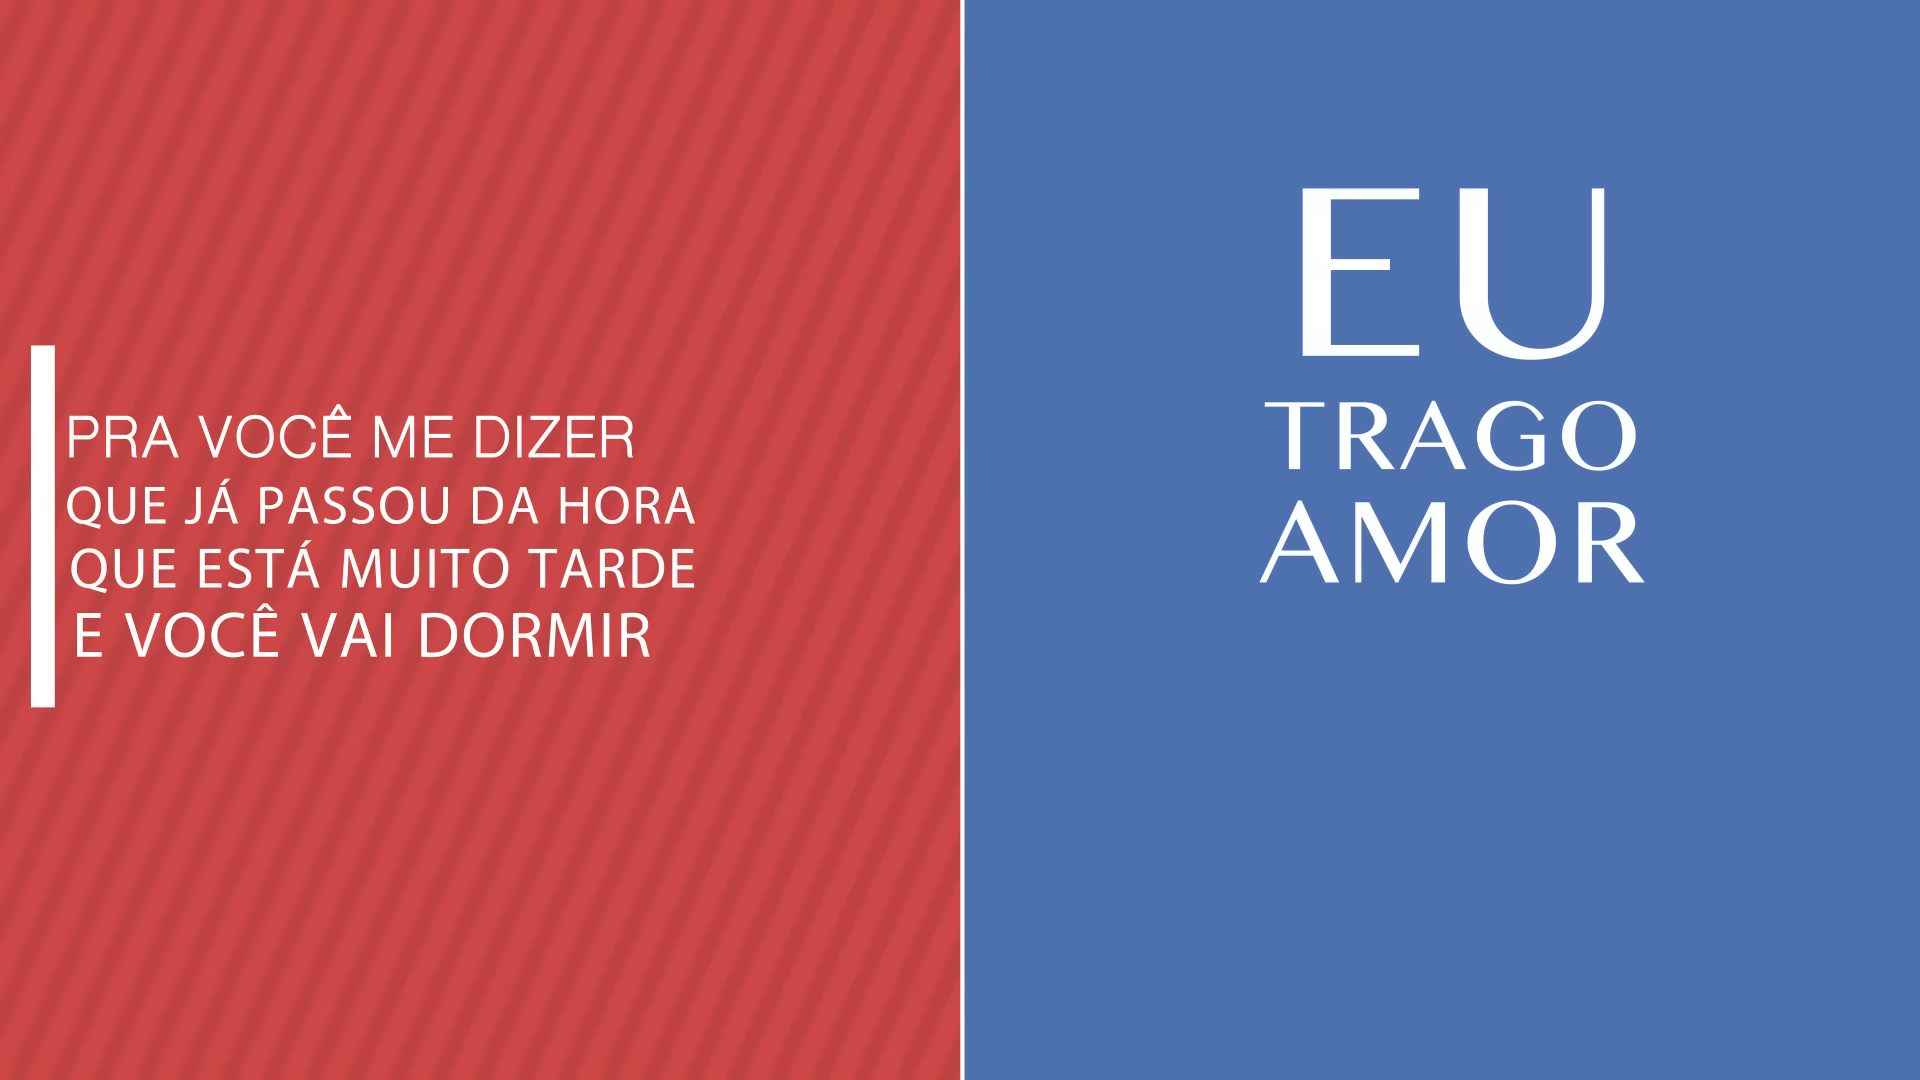 PRA VOCÊ ME DIZER
QUE JÁ PASSOU DA HORA
QUE ESTÁ MUITO TARDE
E VOCÊ VAI DORMIR
EU
TRAGO
AMOR